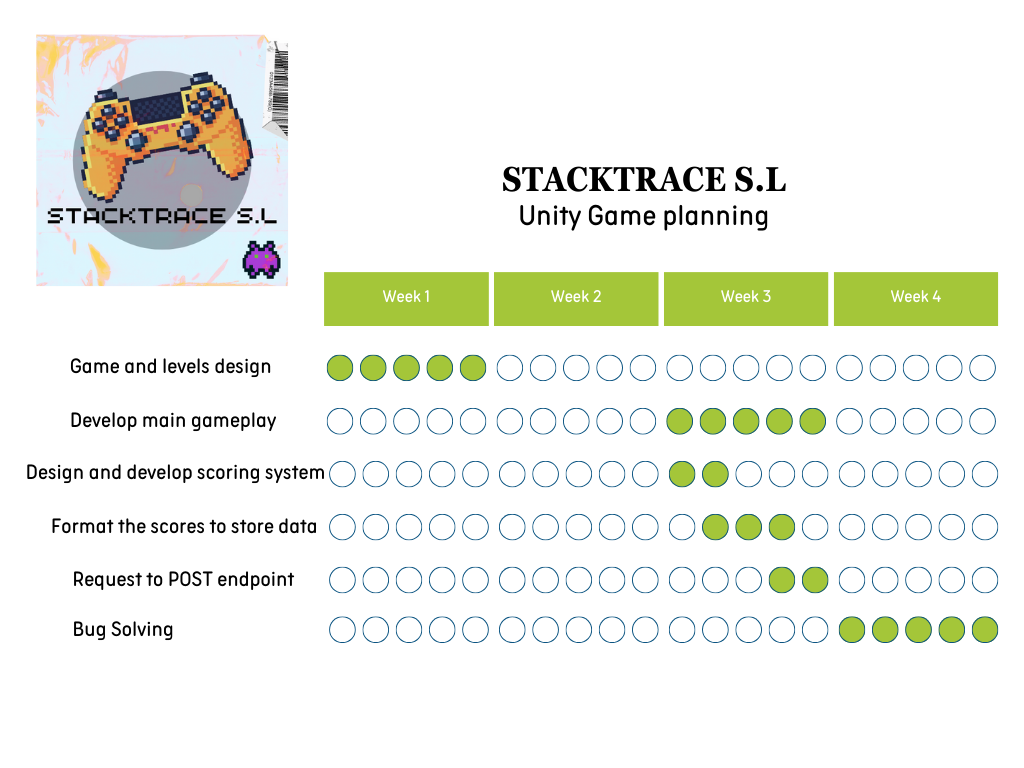 STACKTRACE S.L
STACKTRACE S.L
Unity Game planning
Week 1
Week 2
Week 3
Week 4
Game and levels design
Develop main gameplay
Design and develop scoring system
Format the scores to store data
Request to POST endpoint
Bug Solving